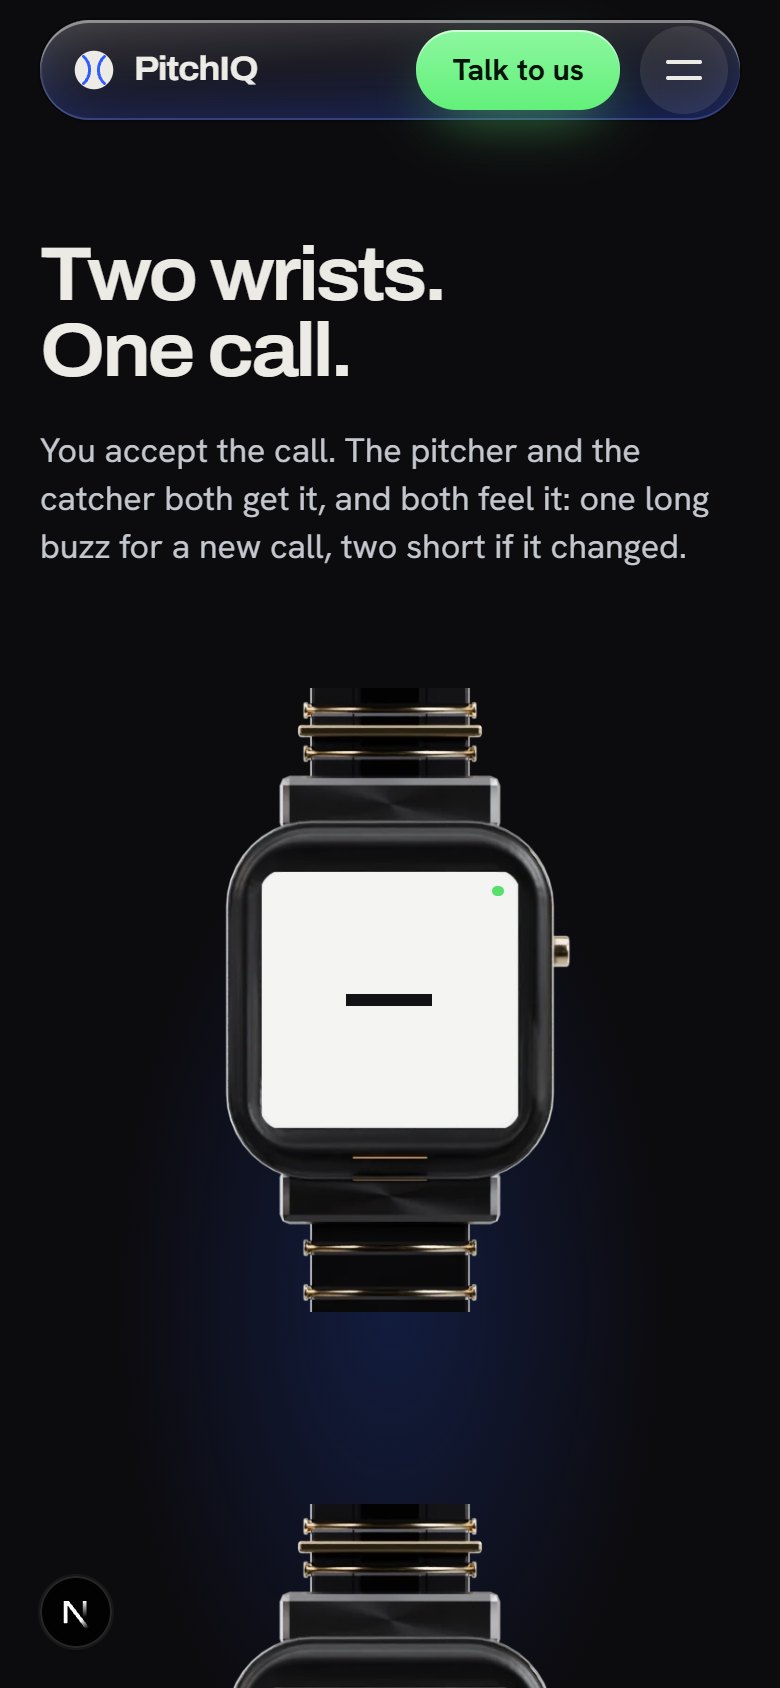 PitchIQ
Talk to us
Two wrists.
One call.
You accept the call. The pitcher and the
catcher both get it, and both feel it: one long
buzz for a new call, two short if it changed.
N